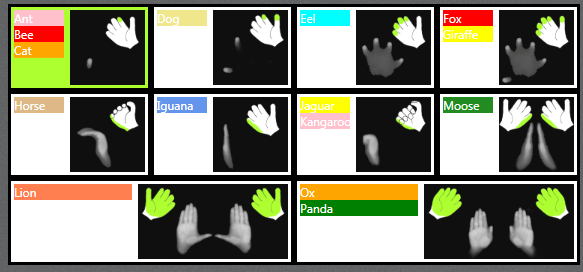 Ant
Bee
Cat
Dog
Eel
Fox
Giraffe
Horse
Iguana
Jaguar
Kangaroo
Moose
Lion
Ox
Panda